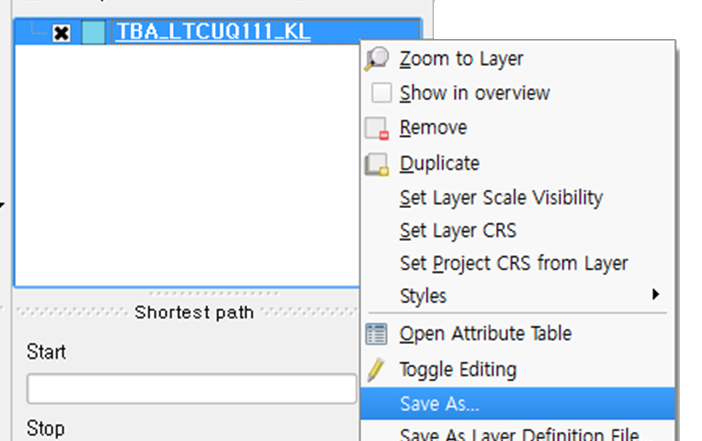 TBA_LTCUQ111_KL
Zoom to Layer
Show in overview
Remove
Duplicate
Set Layer Scale Visibility
Set Layer CRS
Set Project CRS from Layer
Styles
Open Attribute Table
Toggle Editing
Save As...
Save As Layer Definition File
Shortest path
Start
Stop